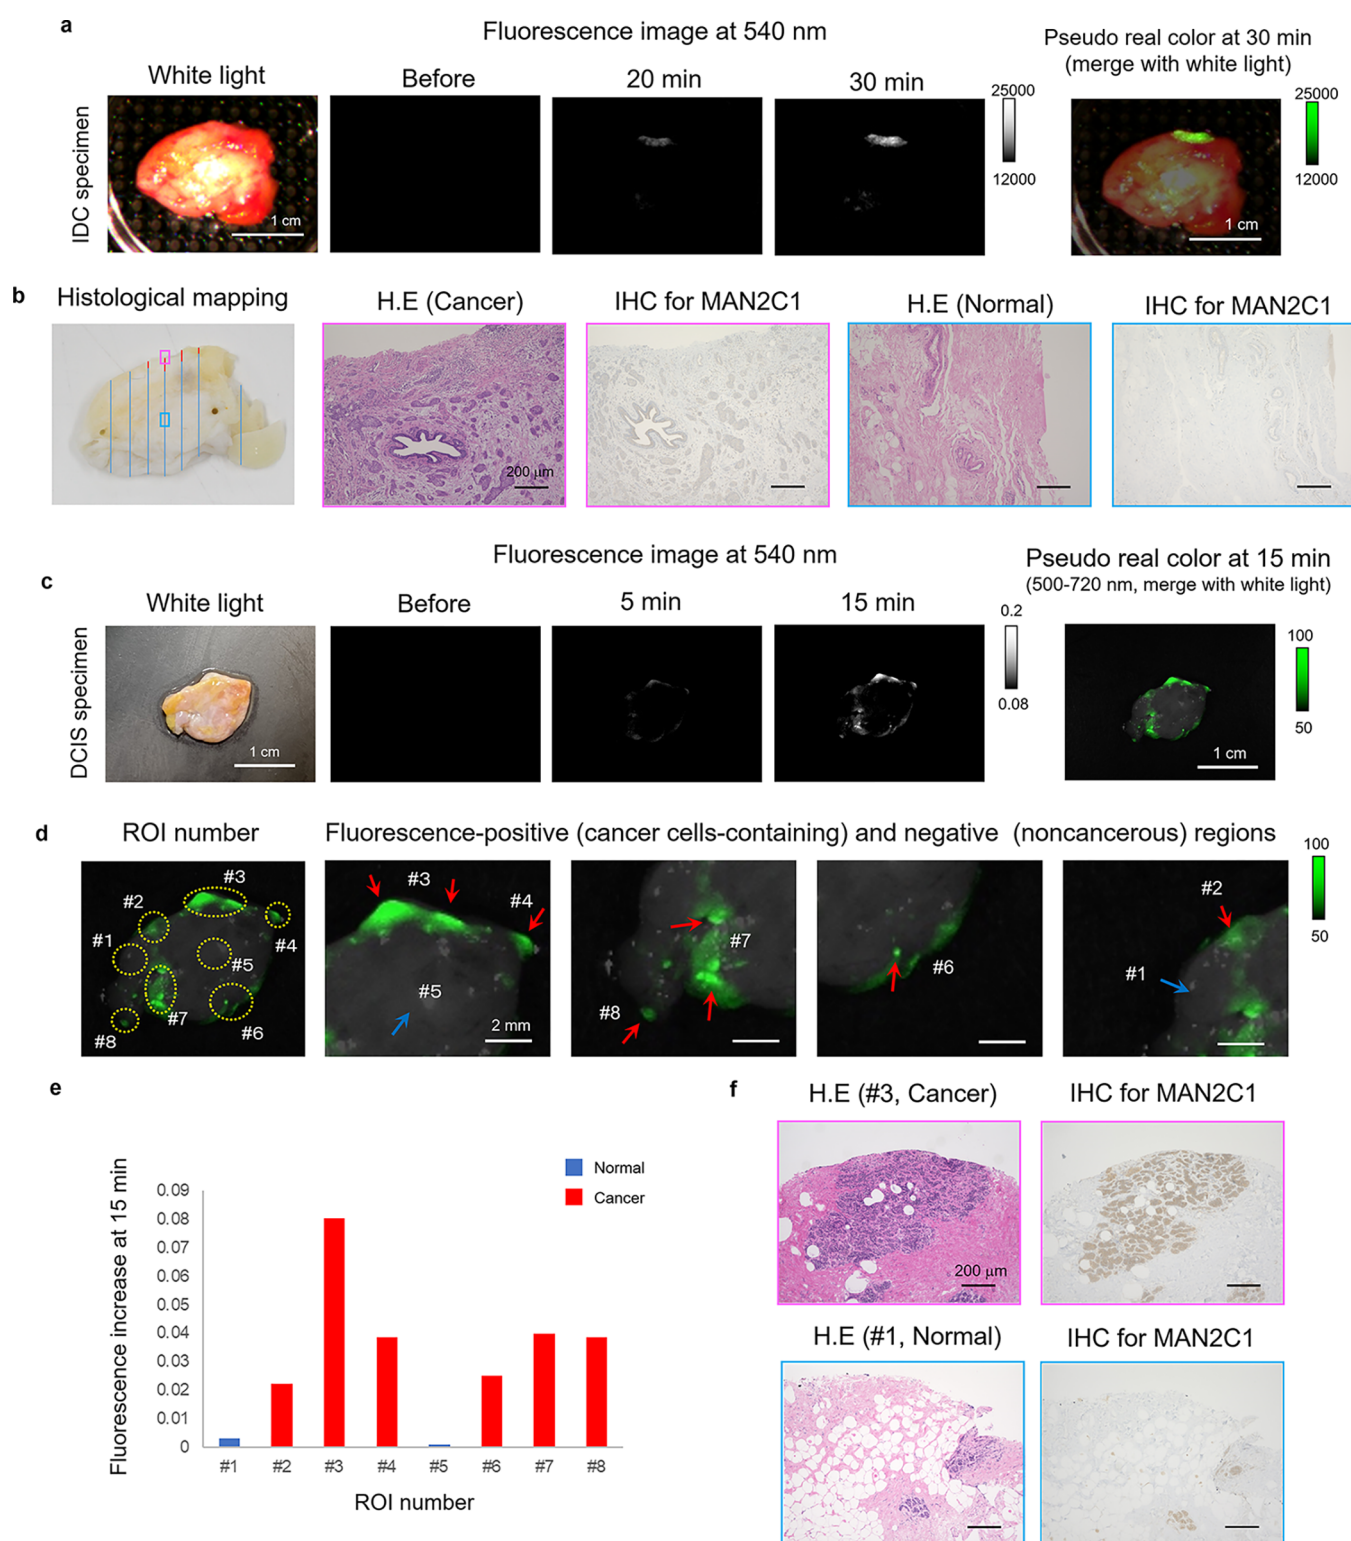 a
Fluorescence image at 540 nm
Pseudo real color at 30 min
(merge with white light)
White light
Before
20 min
30 min
25000
12000
25000
12000
IDC specimen
1 cm
1 cm
b
Histological mapping
H.E (Cancer)
IHC for MAN2C1
H.E (Normal)
IHC for MAN2C1
200 μm
c
Fluorescence image at 540 nm
Pseudo real color at 15 min
(500-720 nm, merge with white light)
White light
Before
5 min
15 min
0.2
0.08
100
50
DCIS specimen
1 cm
1 cm
d
ROI number
Fluorescence-positive (cancer cells-containing) and negative (noncancerous) regions
#3
#2
#1
#4
#5
#7
#6
#8
#3
#4
#5
2 mm
#7
#8
#6
#2
#1
100
50
e
Fluorescence increase at 15 min
Normal
Cancer
0.09
0.08
0.07
0.06
0.05
0.04
0.03
0.02
0.01
0
#1 #2 #3 #4 #5 #6 #7 #8
ROI number
f
H.E (#3, Cancer)
IHC for MAN2C1
200 μm
H.E (#1, Normal)
IHC for MAN2C1